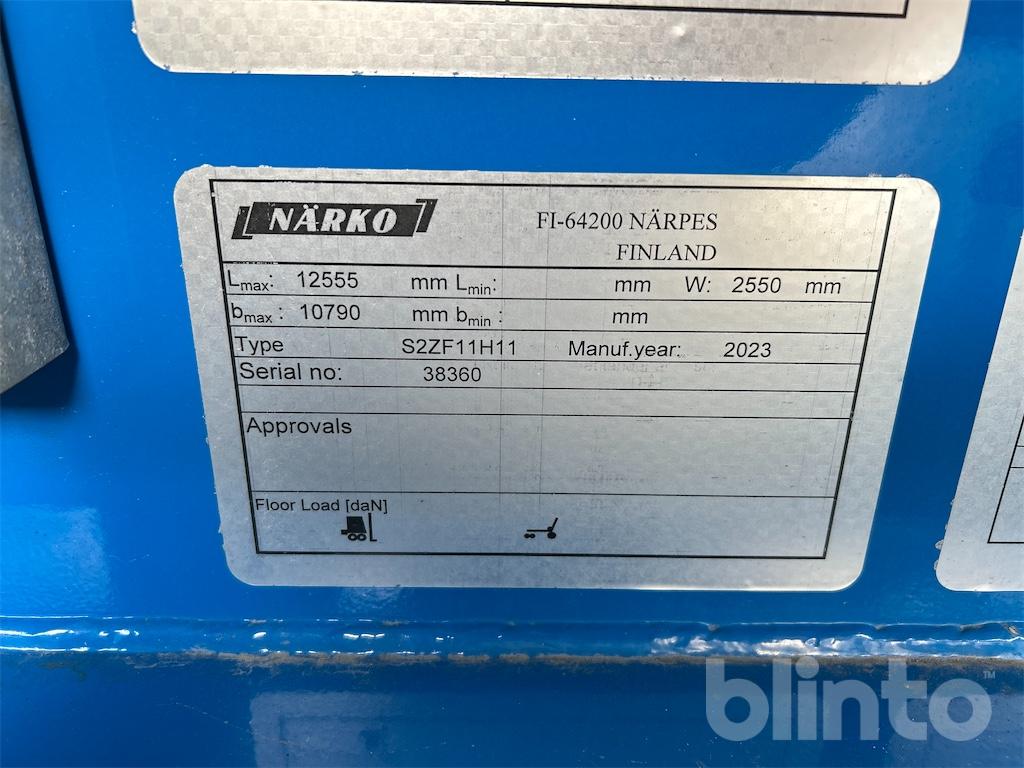 NÄRKO FI-64200 NÄRPES
FINLAND
Lmax: 12555 mm Lmin: mm W: 2550 mm
bmax : 10790 mm bmin : mm
Type S2ZF11H11 Manuf.year: 2023
Serial no: 38360
Approvals
Floor Load [daN]
blinto™